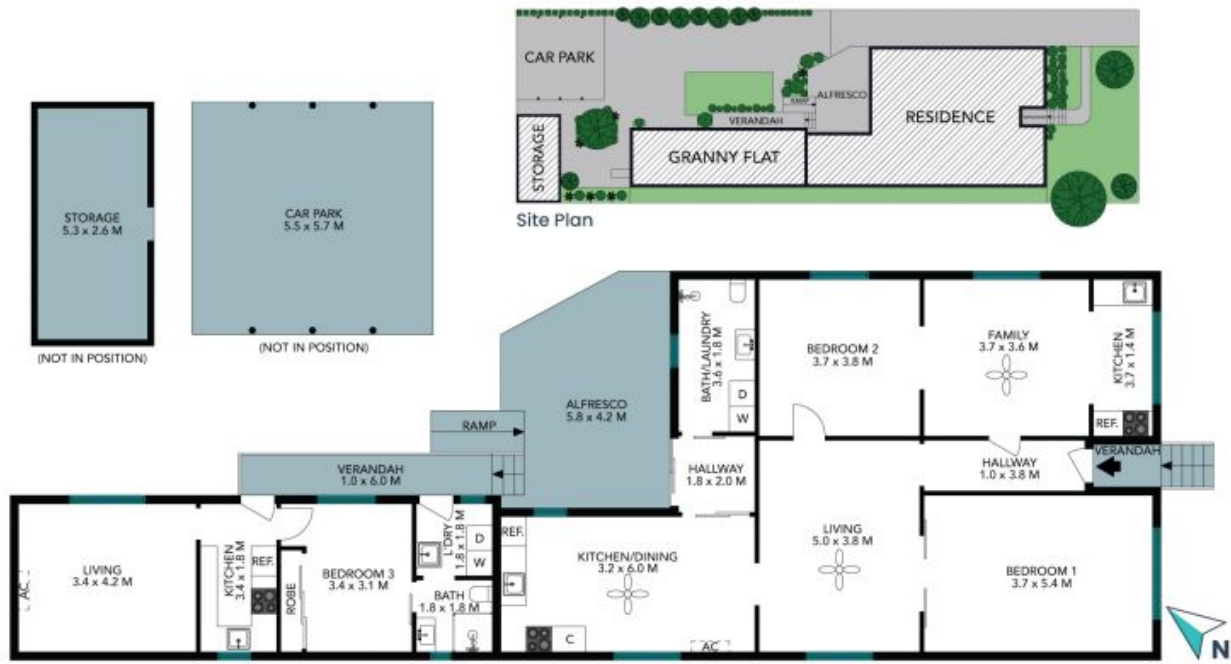 CAR PARK
ALFRESCO
RAMP
VERANDAH
RESIDENCE
STORAGE
GRANNY FLAT
Site Plan
STORAGE
5.3 x 2.6 M
(NOT IN POSITION)
CAR PARK
5.5 x 5.7 M
(NOT IN POSITION)
ALFRESCO
5.8 x 4.2 M
RAMP
VERANDAH
1.0 x 6.0 M
BATH/LAUNDRY
3.6 x 1.8 M
D
W
BEDROOM 2
3.7 x 3.8 M
FAMILY
3.7 x 3.6 M
KITCHEN
3.7 x 1.4 M
REF.
HALLWAY
1.8 x 2.0 M
HALLWAY
1.0 x 3.8 M
VERANDAH
LIVING
3.4 x 4.2 M
AC
KITCHEN
3.4 x 1.8 M
REF.
ROBE
BEDROOM 3
3.4 x 3.1 M
L'DRY
1.8 x 1.8 M
D
W
BATH
1.8 x 1.8 M
REF.
KITCHEN/DINING
3.2 x 6.0 M
C
AC
LIVING
5.0 x 3.8 M
BEDROOM 1
3.7 x 5.4 M
N